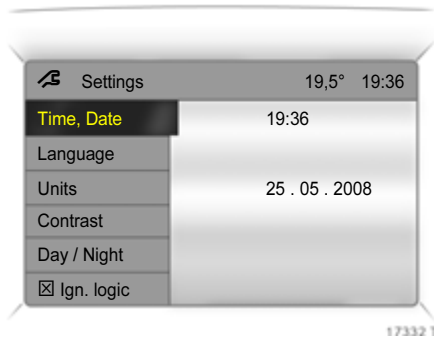 Settings 19,5° 19:36
Time, Date 19:36
Language
Units 25 . 05 . 2008
Contrast
Day / Night
☒ Ign. logic
17332 T